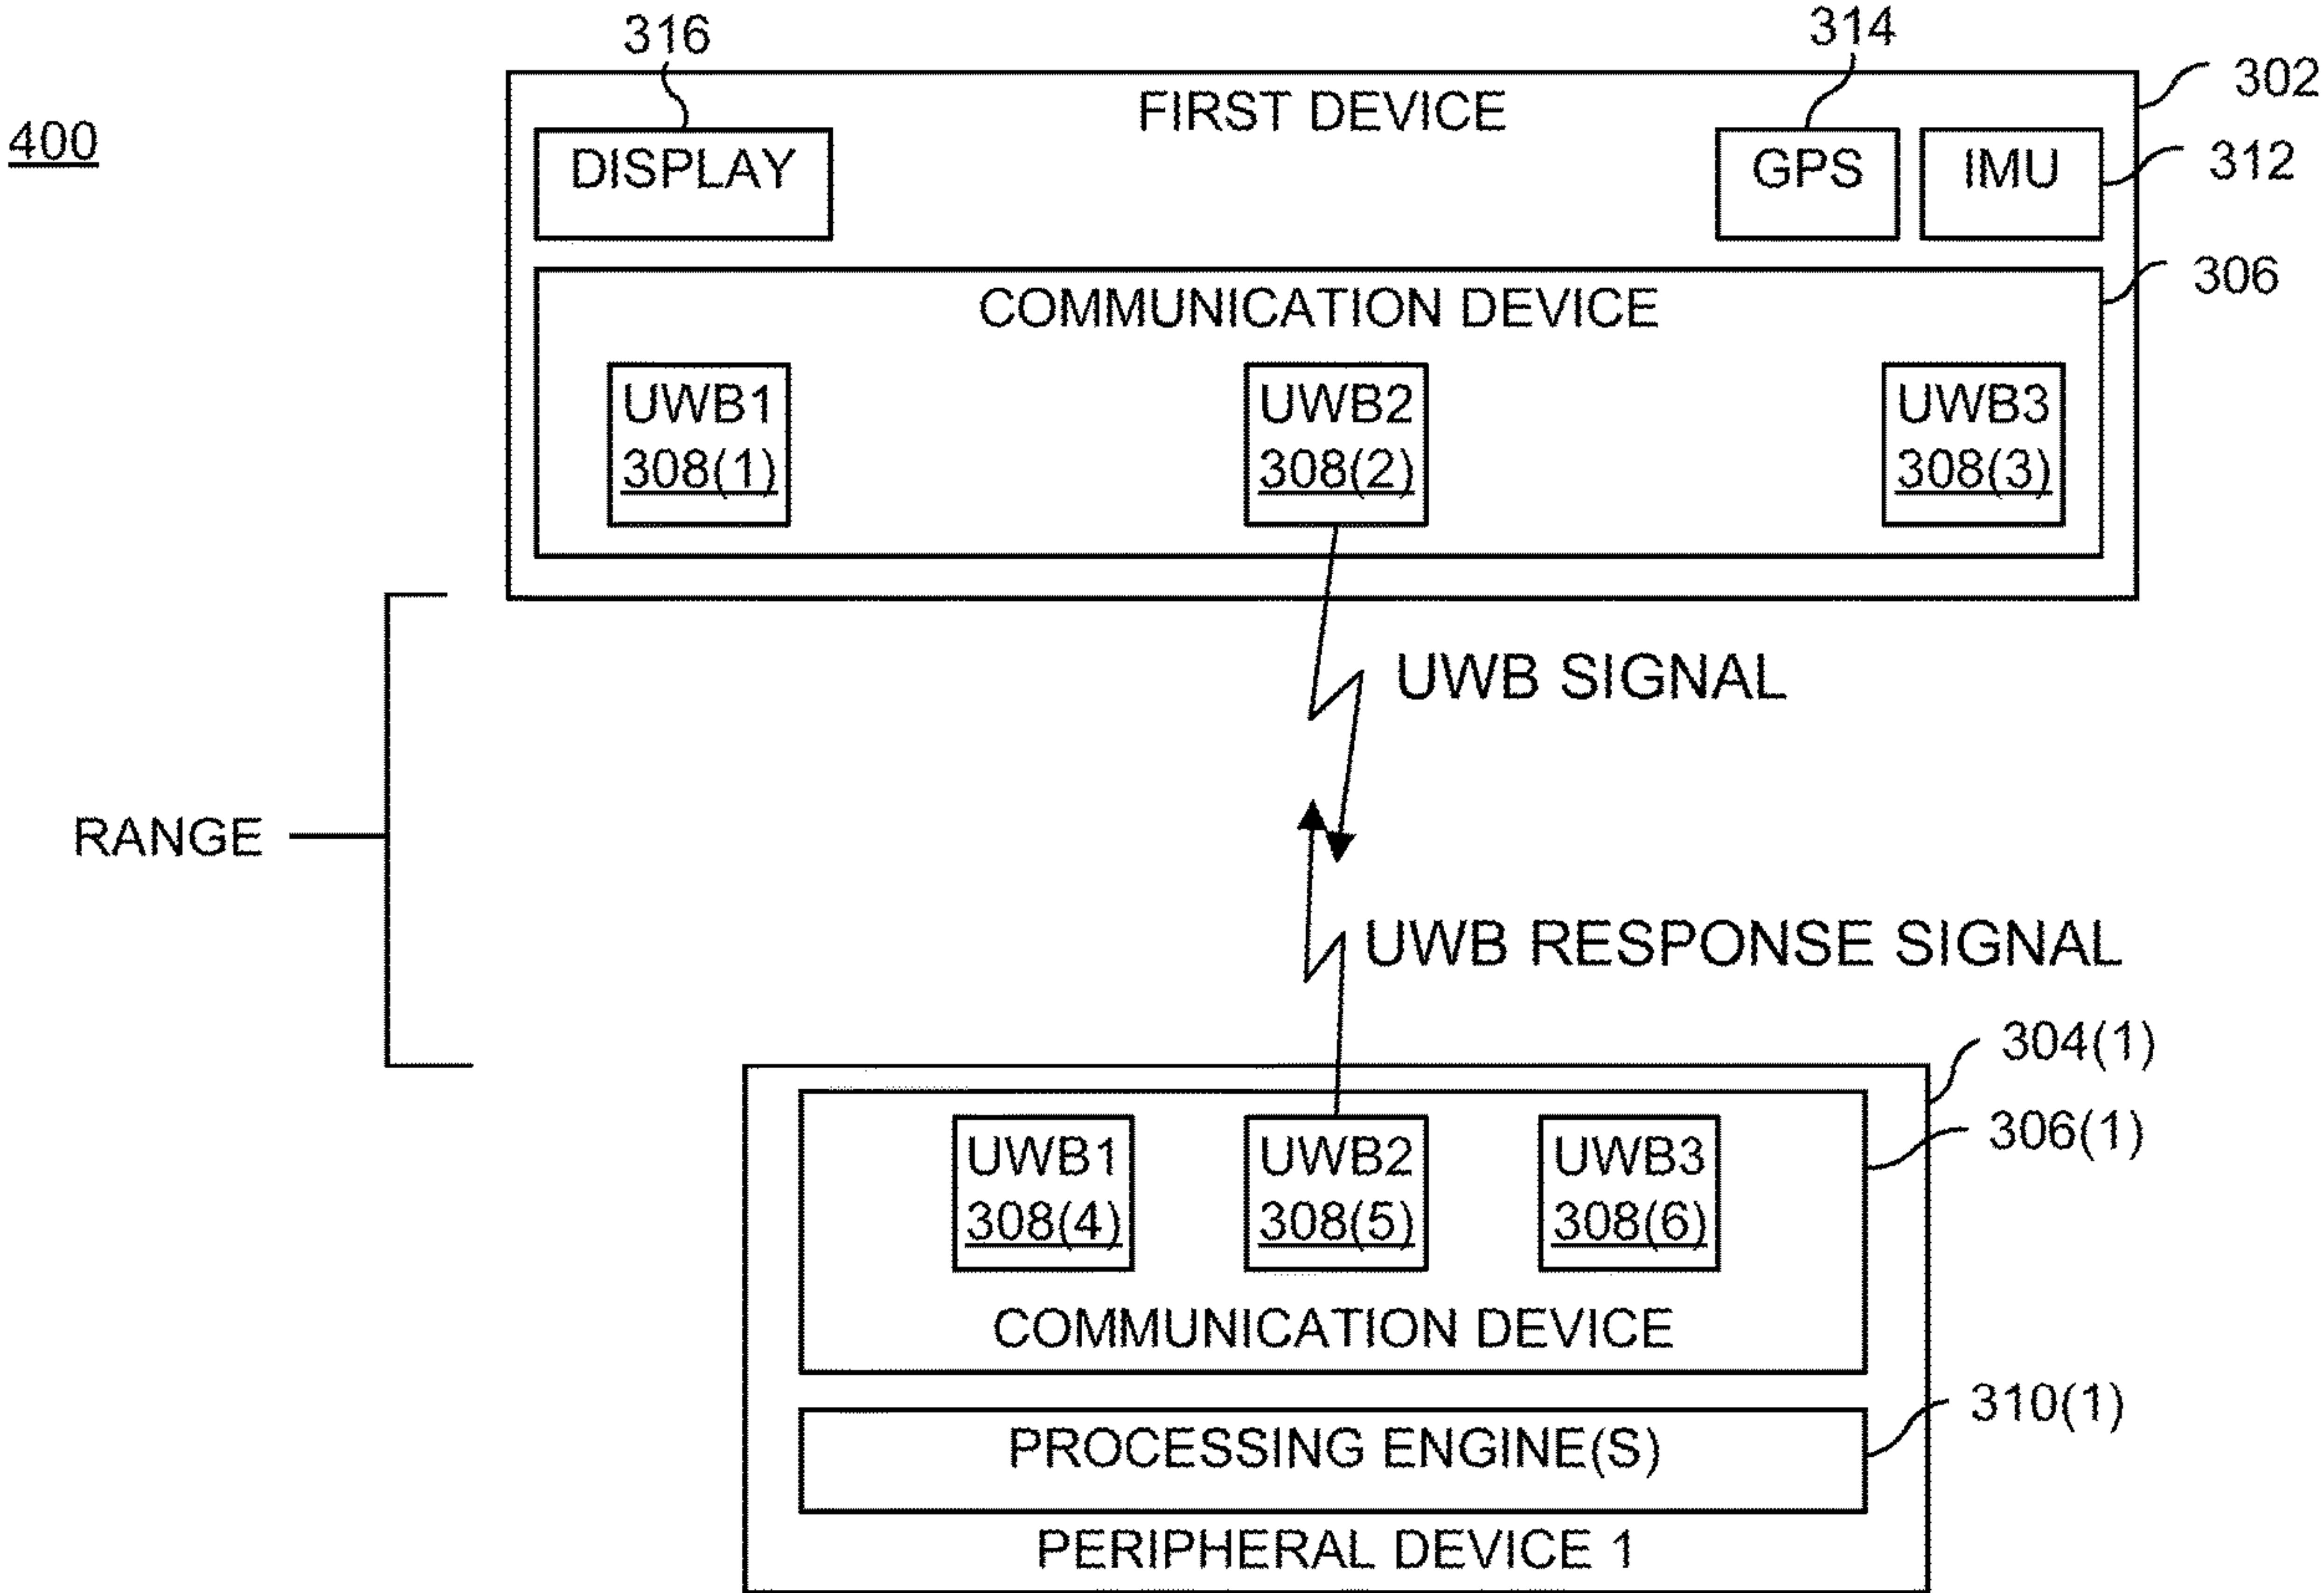 316
314
302
FIRST DEVICE
400
DISPLAY
GPS
IMU
312
306
COMMUNICATION DEVICE
UWB1
308(1)
UWB2
308(2)
UWB3
308(3)
UWB SIGNAL
RANGE
UWB RESPONSE SIGNAL
304(1)
306(1)
UWB1
308(4)
UWB2
308(5)
UWB3
308(6)
COMMUNICATION DEVICE
310(1)
PROCESSING ENGINE(S)
PERIPHERAL DEVICE 1